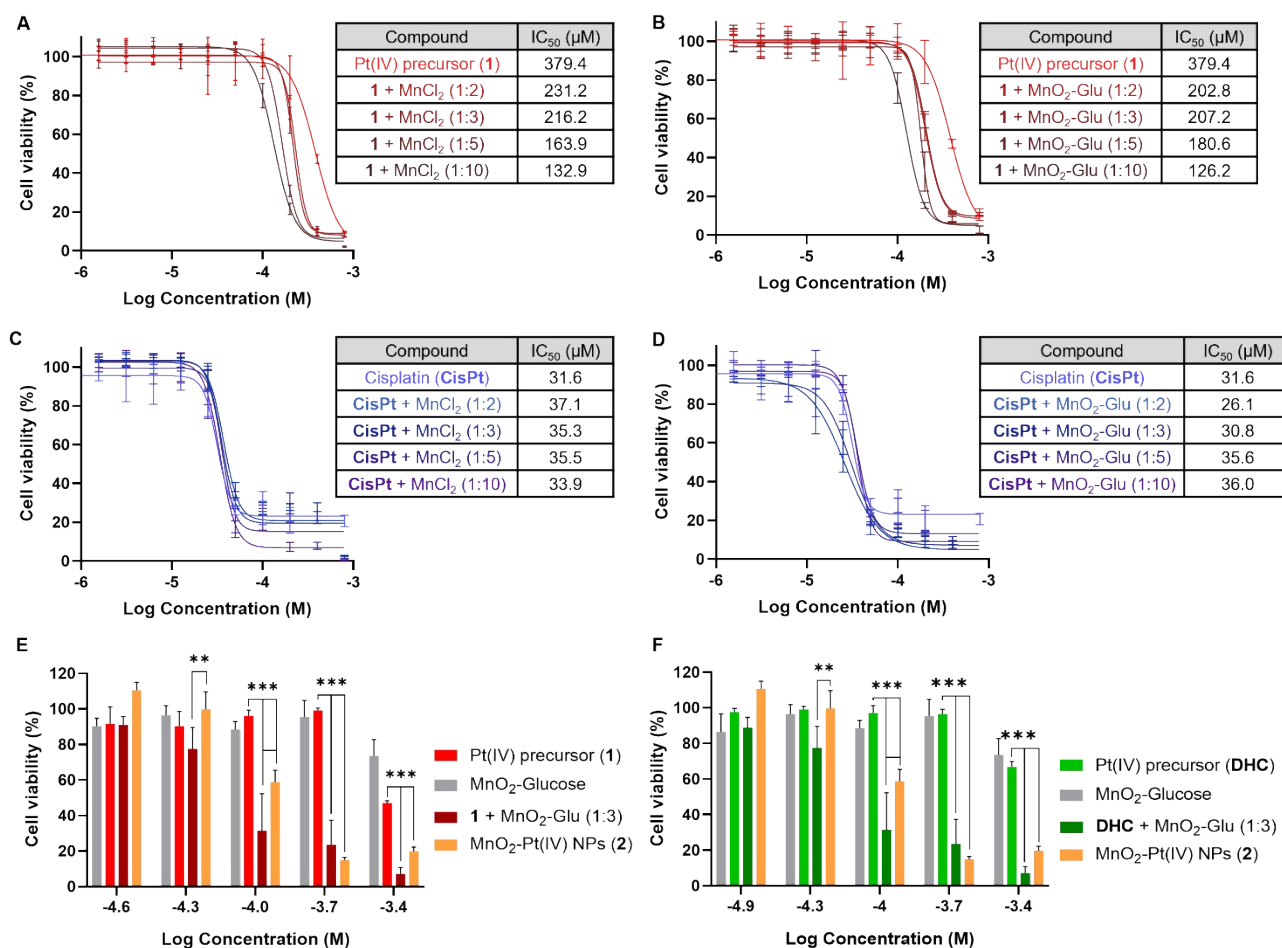 A
Cell viability (%)
100
80
60
40
20
0
-6
-5
-4
-3
Log Concentration (M)
Compound IC₅₀ (µM)
Pt(IV) precursor (1) 379.4
1 + MnCl₂ (1:2) 231.2
1 + MnCl₂ (1:3) 216.2
1 + MnCl₂ (1:5) 163.9
1 + MnCl₂ (1:10) 132.9
B
Cell viability (%)
100
80
60
40
20
0
-6
-5
-4
-3
Log Concentration (M)
Compound IC₅₀ (µM)
Pt(IV) precursor (1) 379.4
1 + MnO₂-Glu (1:2) 202.8
1 + MnO₂-Glu (1:3) 207.2
1 + MnO₂-Glu (1:5) 180.6
1 + MnO₂-Glu (1:10) 126.2
C
Cell viability (%)
100
80
60
40
20
0
-6
-5
-4
-3
Log Concentration (M)
Compound IC₅₀ (µM)
Cisplatin (CisPt) 31.6
CisPt + MnCl₂ (1:2) 37.1
CisPt + MnCl₂ (1:3) 35.3
CisPt + MnCl₂ (1:5) 35.5
CisPt + MnCl₂ (1:10) 33.9
D
Cell viability (%)
100
80
60
40
20
0
-6
-5
-4
-3
Log Concentration (M)
Compound IC₅₀ (µM)
Cisplatin (CisPt) 31.6
CisPt + MnO₂-Glu (1:2) 26.1
CisPt + MnO₂-Glu (1:3) 30.8
CisPt + MnO₂-Glu (1:5) 35.6
CisPt + MnO₂-Glu (1:10) 36.0
E
Cell viability (%)
120
100
80
60
40
20
0
**
***
***
***
-4.6
-4.3
-4.0
-3.7
-3.4
Log Concentration (M)
Pt(IV) precursor (1)
MnO₂-Glucose
1 + MnO₂-Glu (1:3)
MnO₂-Pt(IV) NPs (2)
F
Cell viability (%)
120
100
80
60
40
20
0
**
***
***
***
-4.9
-4.3
-4
-3.7
-3.4
Log Concentration (M)
Pt(IV) precursor (DHC)
MnO₂-Glucose
DHC + MnO₂-Glu (1:3)
MnO₂-Pt(IV) NPs (2)